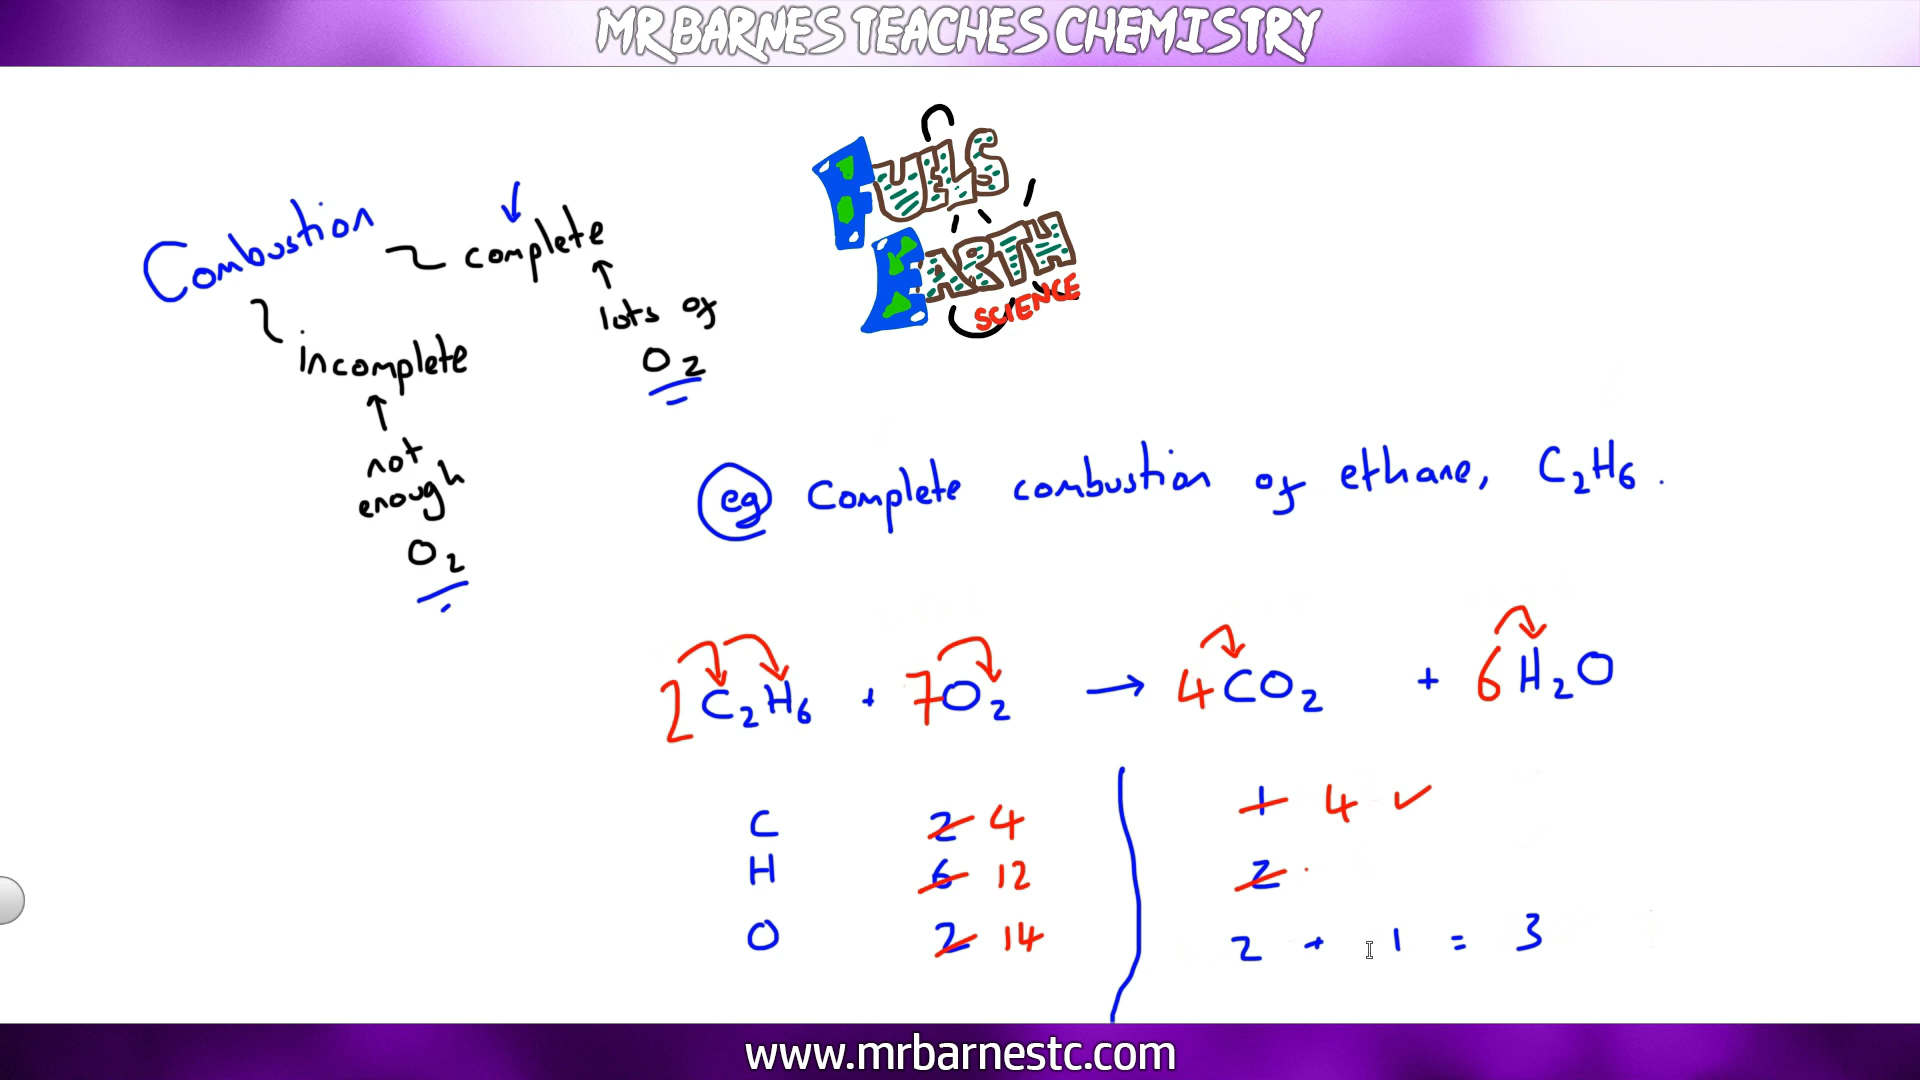 MR BARNES TEACHES CHEMISTRY
FUELS
EARTH
SCIENCE
Combustion
complete
lots of
O₂
incomplete
not
enough
O₂
eg Complete combustion of ethane, C₂H₆.
2C₂H₆ + 7O₂ → 4CO₂ + 6H₂O
C 2 4 1 4 ✓
H 6 12 2
O 2 14 2 + 1 = 3
www.mrbarnestc.com